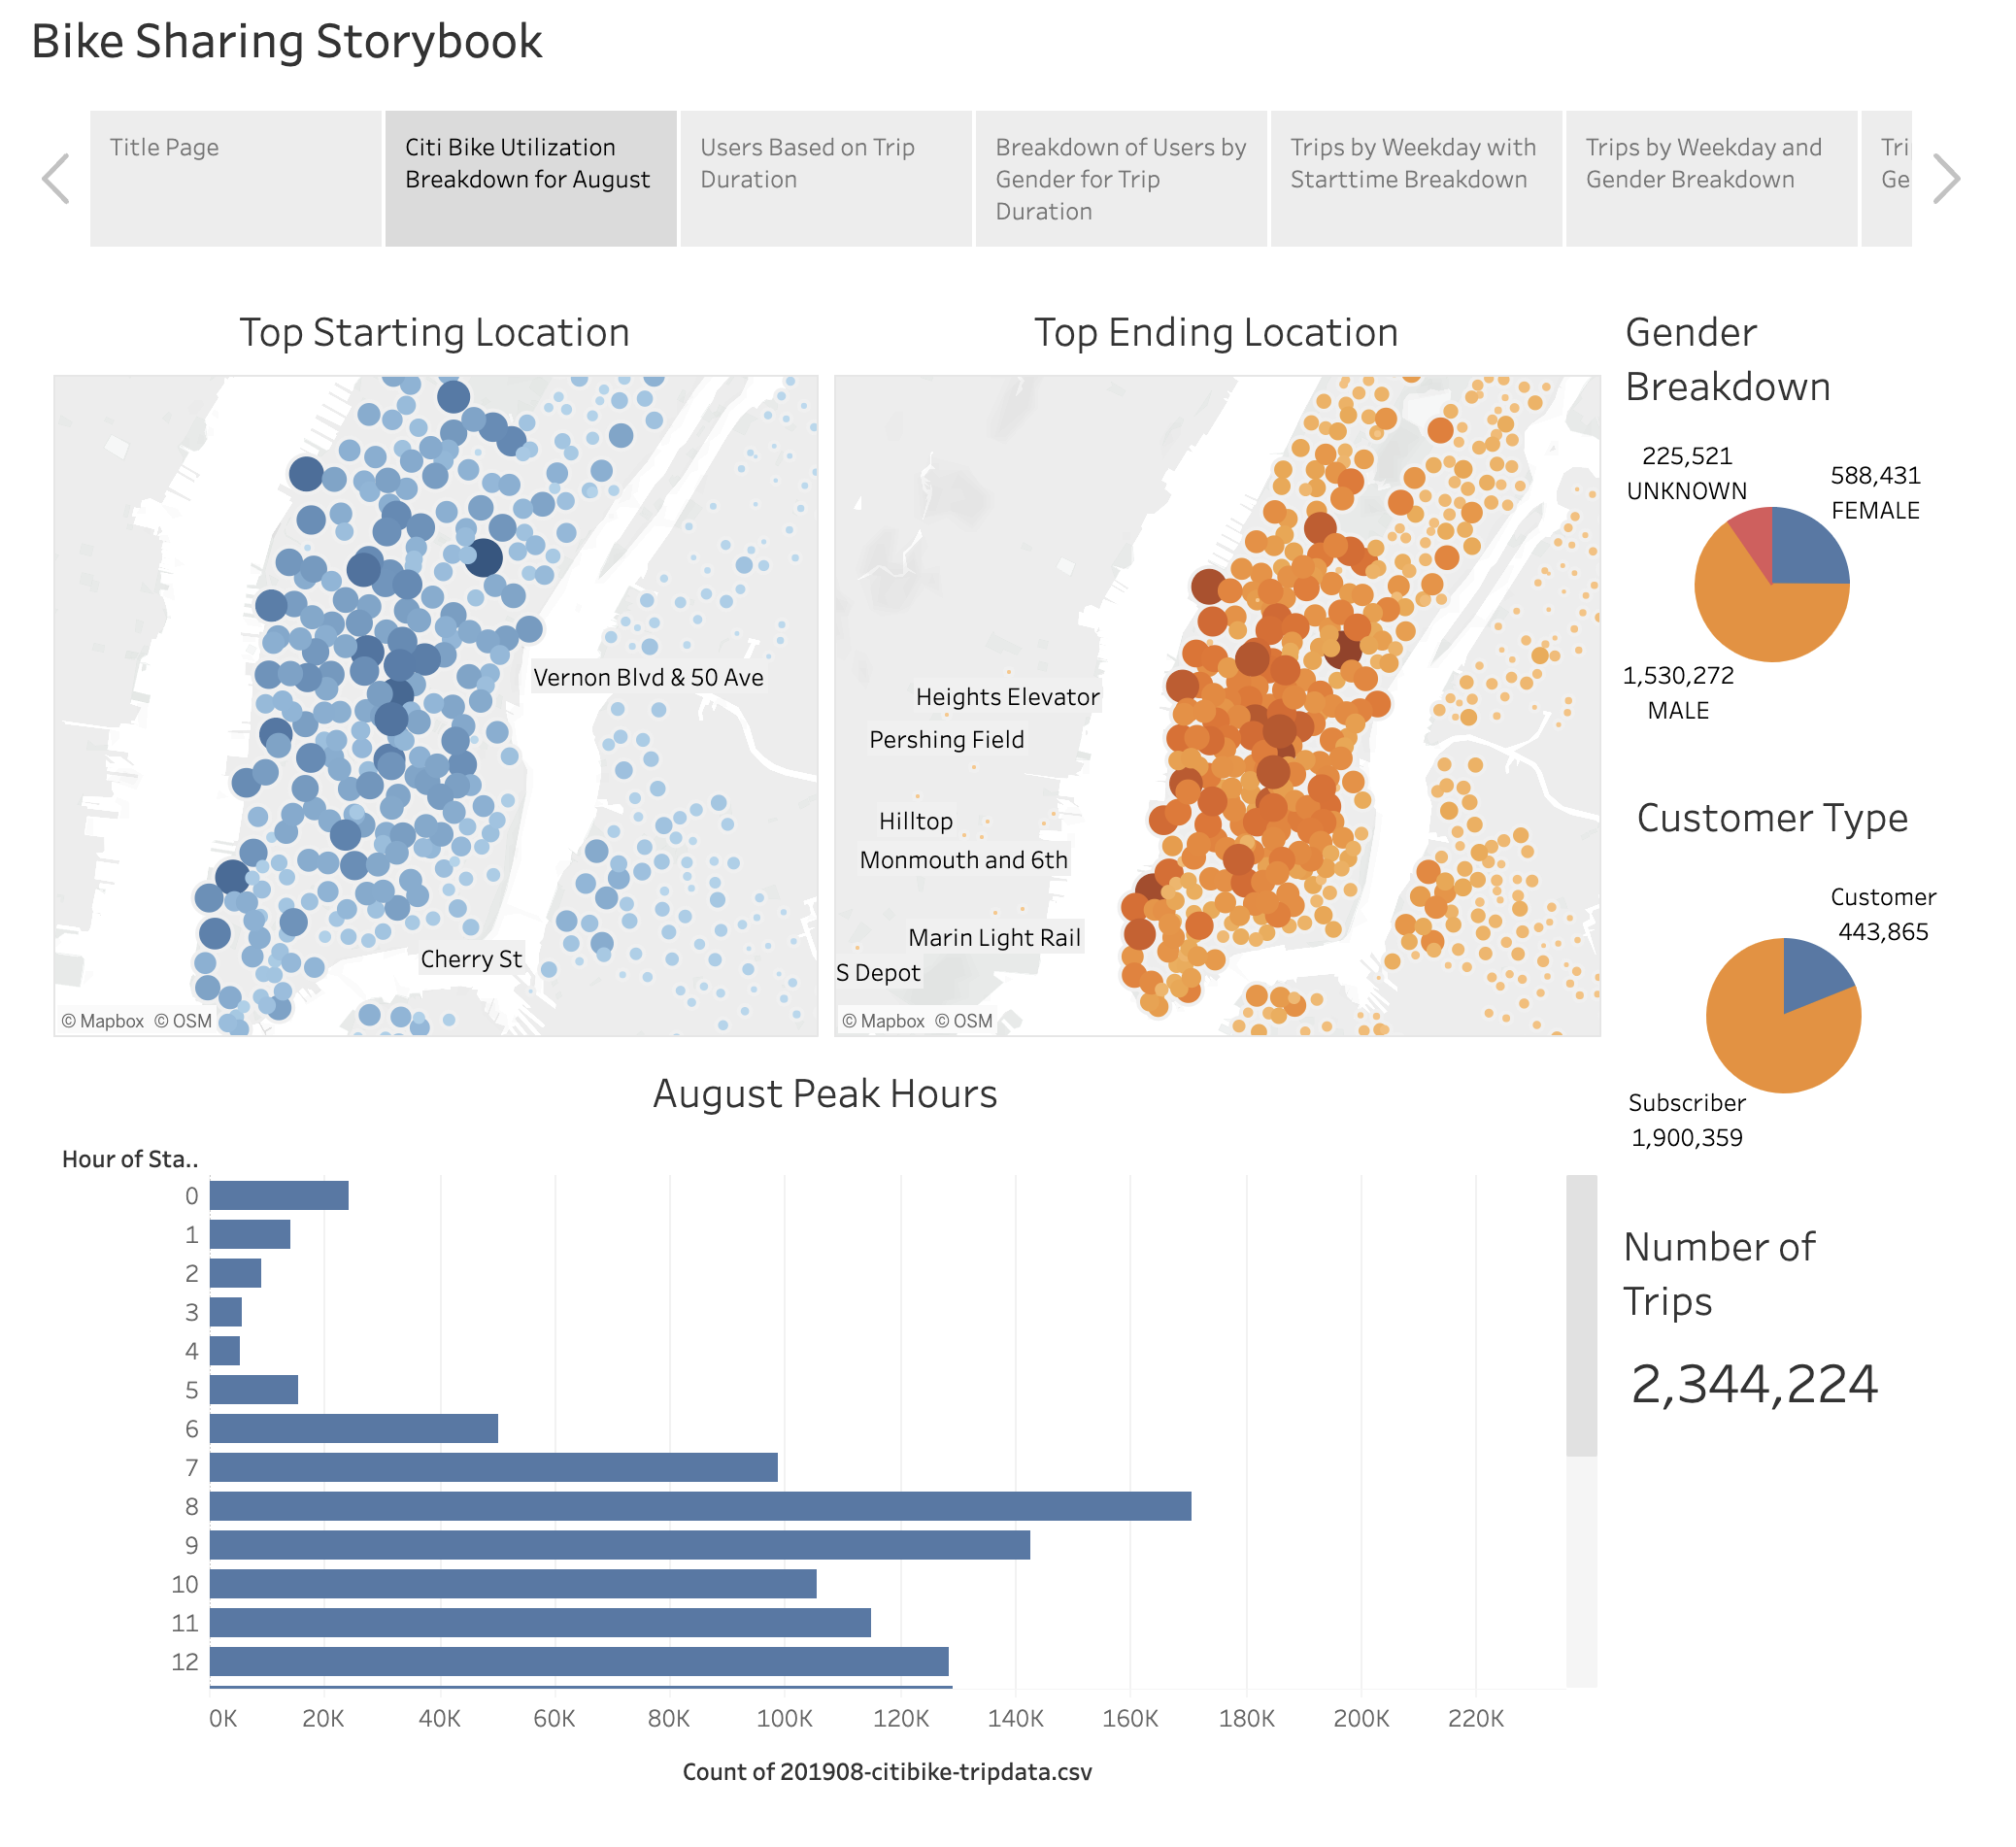 Bike Sharing Storybook
Title Page
Citi Bike Utilization
Breakdown for August
Users Based on Trip
Duration
Breakdown of Users by
Gender for Trip
Duration
Trips by Weekday with
Starttime Breakdown
Trips by Weekday and
Gender Breakdown
Tri
Ge
Top Starting Location
Vernon Blvd & 50 Ave
Cherry St
© Mapbox © OSM
Top Ending Location
Heights Elevator
Pershing Field
Hilltop
Monmouth and 6th
Marin Light Rail
S Depot
© Mapbox © OSM
Gender
Breakdown
225,521
UNKNOWN
588,431
FEMALE
1,530,272
MALE
Customer Type
Customer
443,865
Subscriber
1,900,359
Number of
Trips
2,344,224
August Peak Hours
Hour of Sta..
0
1
2
3
4
5
6
7
8
9
10
11
12
0K 20K 40K 60K 80K 100K 120K 140K 160K 180K 200K 220K
Count of 201908-citibike-tripdata.csv